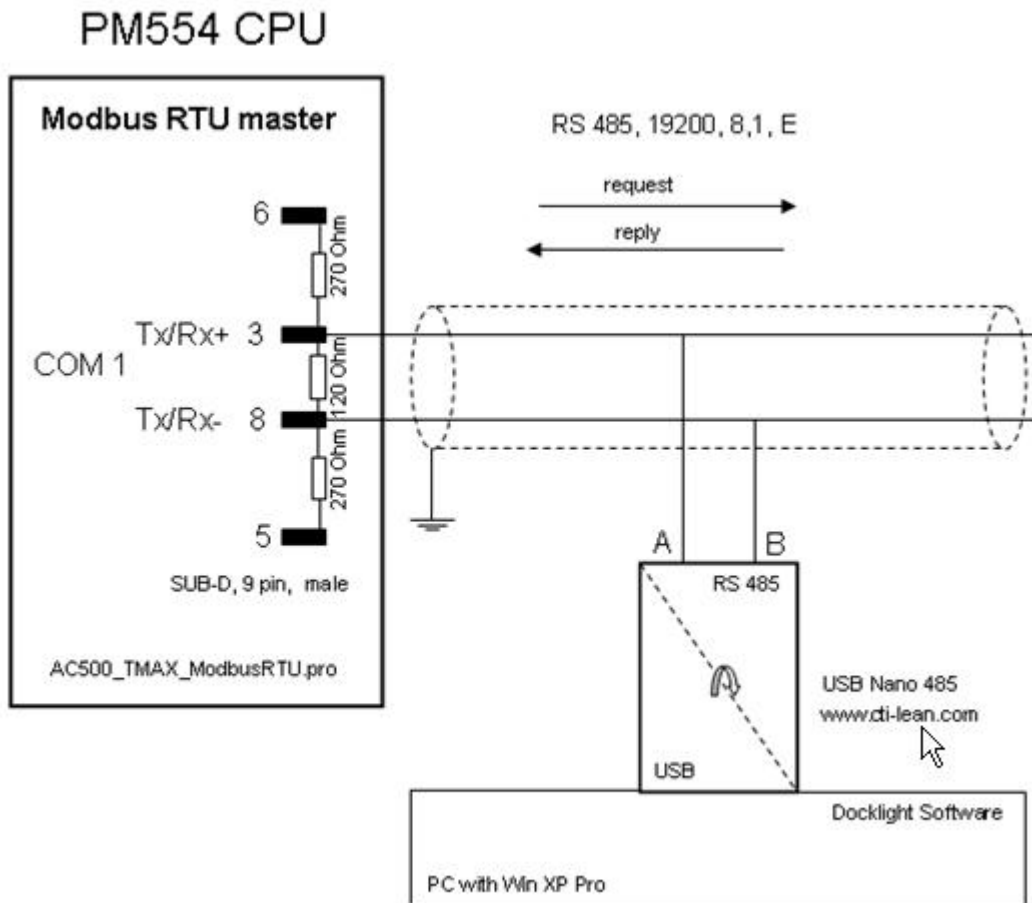 PM554 CPU
Modbus RTU master
RS 485, 19200, 8,1, E
request
reply
6
270 Ohm
Tx/Rx+ 3
COM 1
120 Ohm
Tx/Rx- 8
270 Ohm
5
SUB-D, 9 pin, male
AC500_TMAX_ModbusRTU.pro
A B
RS 485
USB Nano 485
www.cti-lean.com
USB
Docklight Software
PC with Win XP Pro